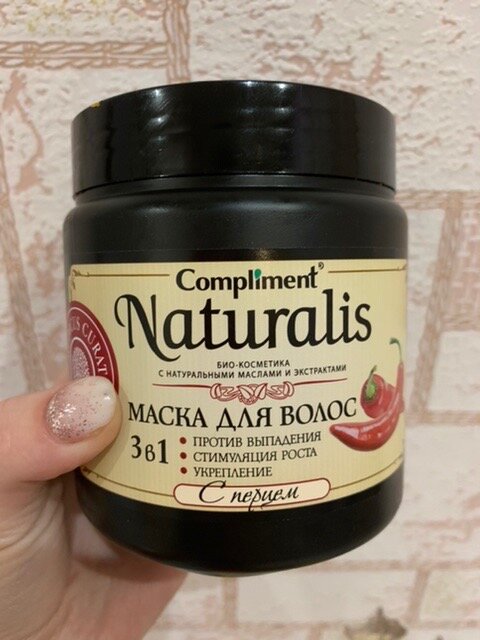 Compliment®
Naturalis
БИО-КОСМЕТИКА
С НАТУРАЛЬНЫМИ МАСЛАМИ И ЭКСТРАКТАМИ
МАСКА ДЛЯ ВОЛОС
3в1
• ПРОТИВ ВЫПАДЕНИЯ
• СТИМУЛЯЦИЯ РОСТА
• УКРЕПЛЕНИЕ
С перцем